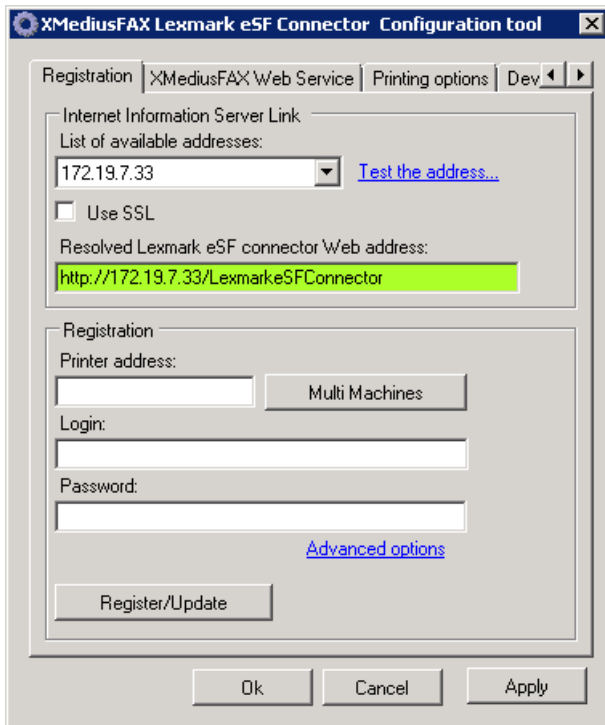 XMediusFAX Lexmark eSF Connector Configuration tool
Registration XMediusFAX Web Service Printing options Dev
Internet Information Server Link
List of available addresses:
172.19.7.33 Test the address...
Use SSL
Resolved Lexmark eSF connector Web address:
http://172.19.7.33/LexmarkeSFConnector
Registration
Printer address:
Multi Machines
Login:
Password:
Advanced options
Register/Update
Ok Cancel Apply